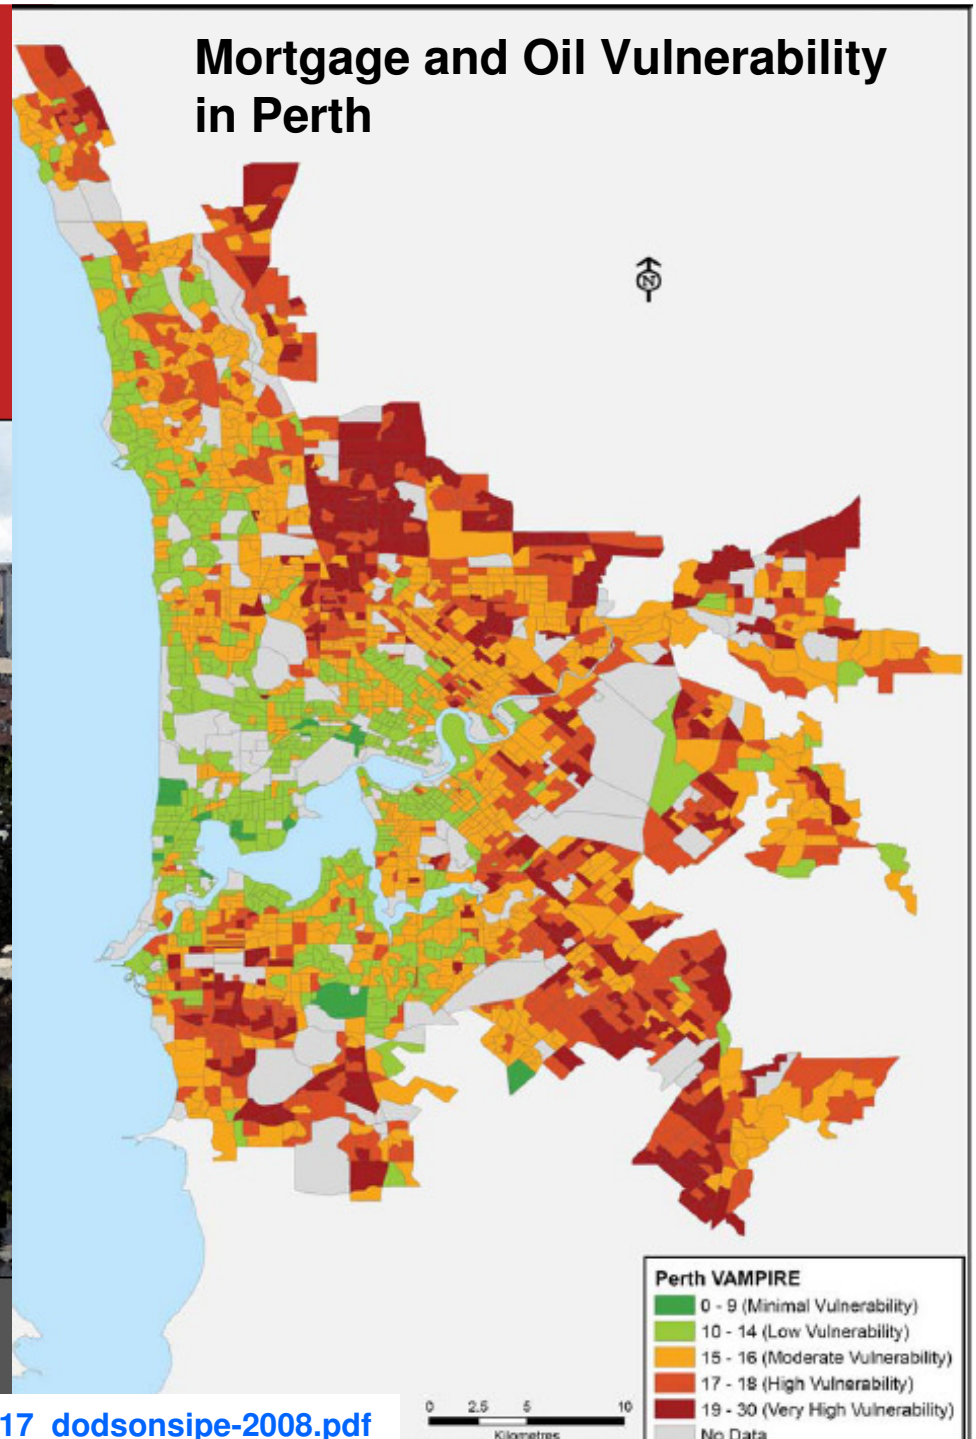 Mortgage and Oil Vulnerability
in Perth
N
Perth VAMPIRE
0 - 9 (Minimal Vulnerability)
10 - 14 (Low Vulnerability)
15 - 16 (Moderate Vulnerability)
17 - 18 (High Vulnerability)
19 - 30 (Very High Vulnerability)
No Data
0 2.5 5 10
Kilometres
17_dodsonsipe-2008.pdf